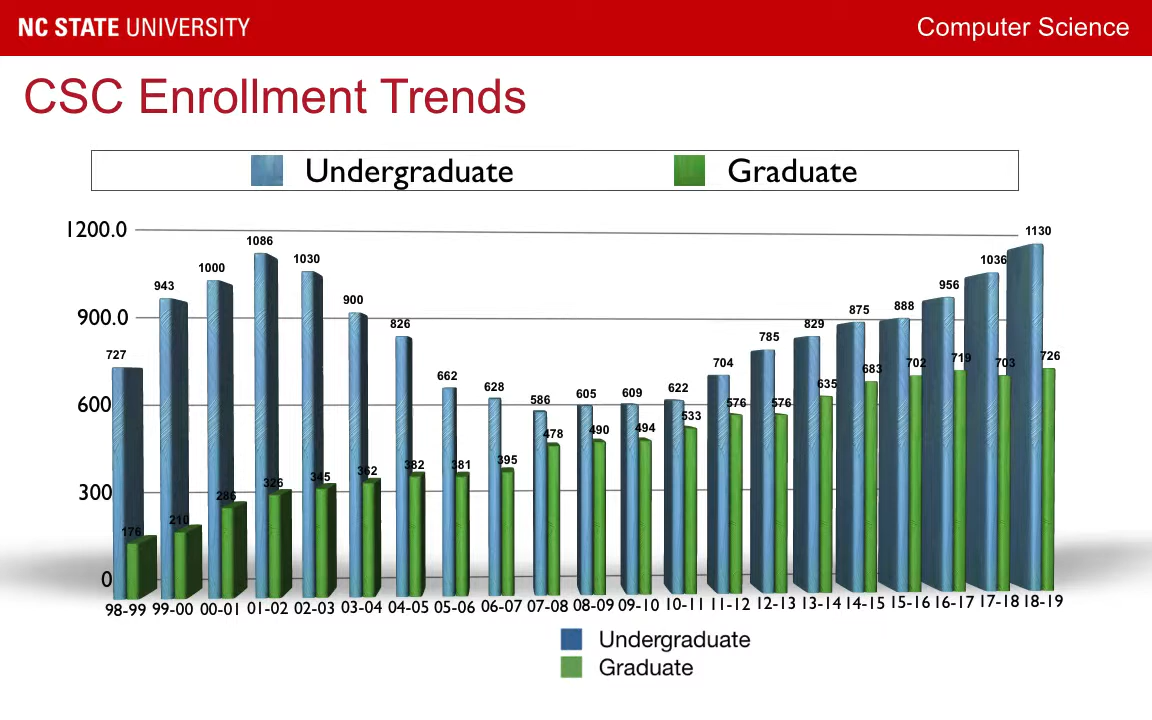 NC STATE UNIVERSITY Computer Science
CSC Enrollment Trends
Undergraduate Graduate
1200.0
900.0
600
300
0
727 943 1000 1086 1030 900 826 662 628 586 605 609 622 704 785 829 875 888 956 1036 1130
176 210 286 326 345 362 382 381 395 478 490 494 533 576 576 635 683 702 719 703 726
98-99 99-00 00-01 01-02 02-03 03-04 04-05 05-06 06-07 07-08 08-09 09-10 10-11 11-12 12-13 13-14 14-15 15-16 16-17 17-18 18-19
Undergraduate
Graduate